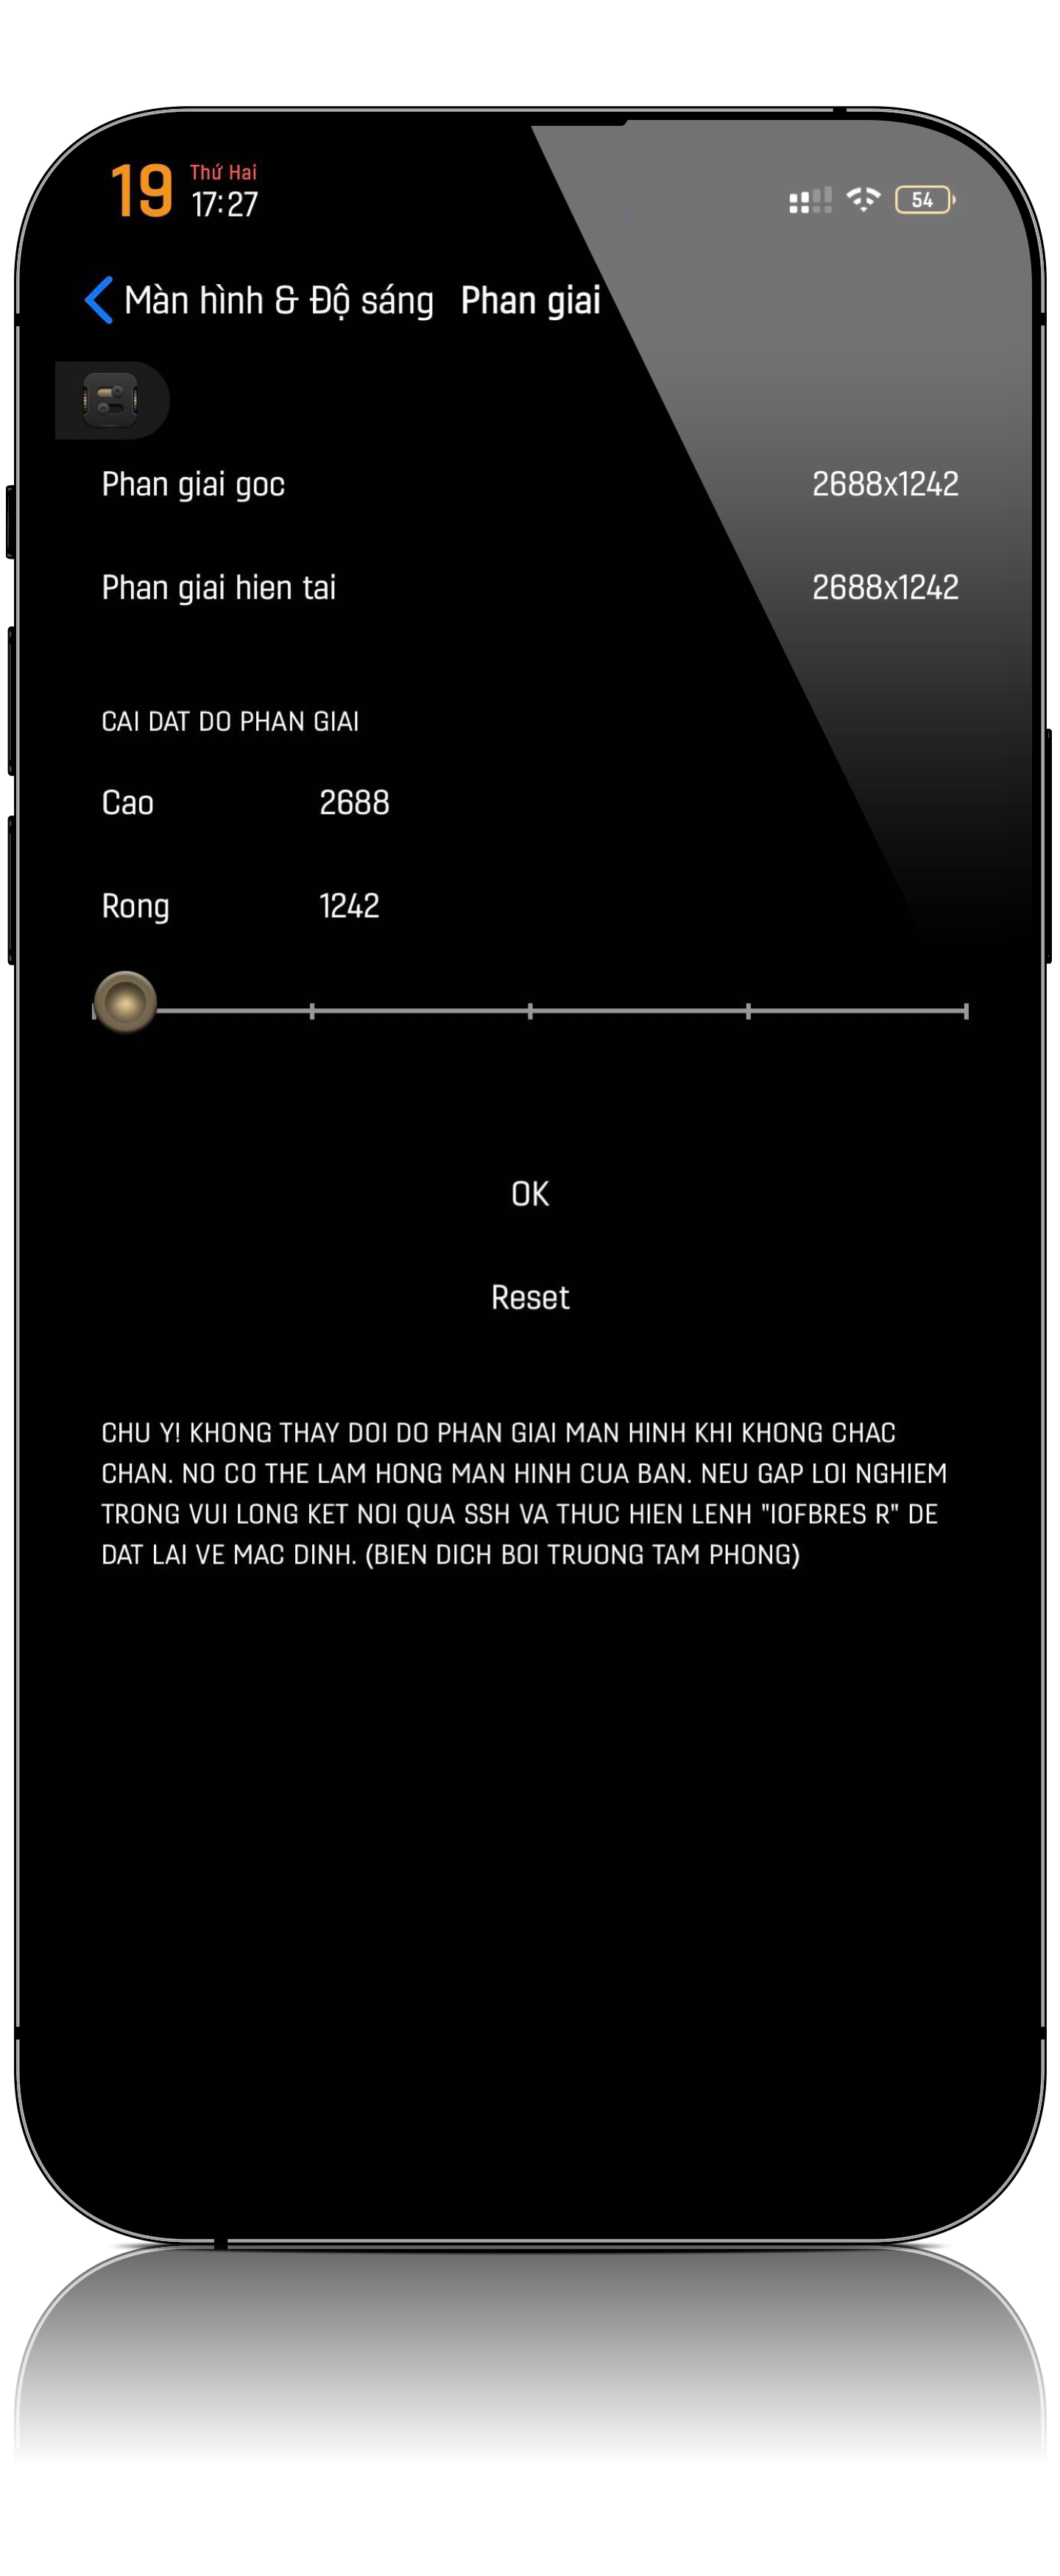 19 Thứ Hai
17:27
54
Màn hình & Độ sáng Phan giai
Phan giai goc 2688x1242
Phan giai hien tai 2688x1242
CAI DAT DO PHAN GIAI
Cao 2688
Rong 1242
OK
Reset
CHU Y! KHONG THAY DOI DO PHAN GIAI MAN HINH KHI KHONG CHAC
CHAN. NO CO THE LAM HONG MAN HINH CUA BAN. NEU GAP LOI NGHIEM
TRONG VUI LONG KET NOI QUA SSH VA THUC HIEN LENH "IOFBRES R" DE
DAT LAI VE MAC DINH. (BIEN DICH BOI TRUONG TAM PHONG)